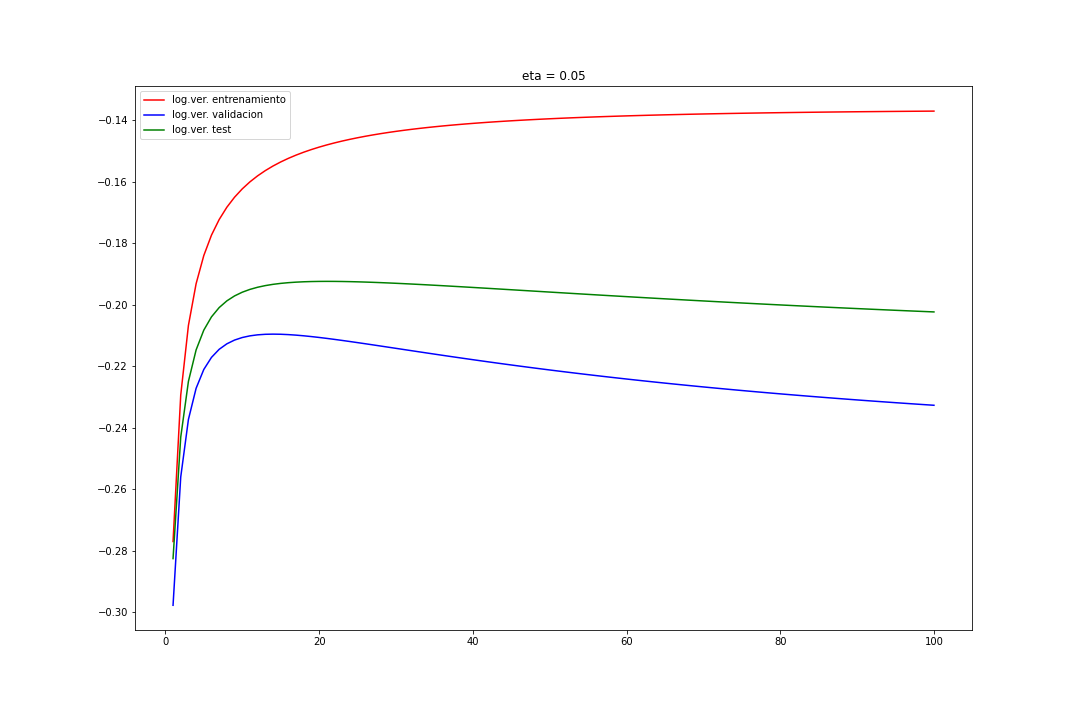 eta = 0.05
log.ver. entrenamiento
log.ver. validacion
log.ver. test
−0.14
−0.16
−0.18
−0.20
−0.22
−0.24
−0.26
−0.28
−0.30
0 20 40 60 80 100